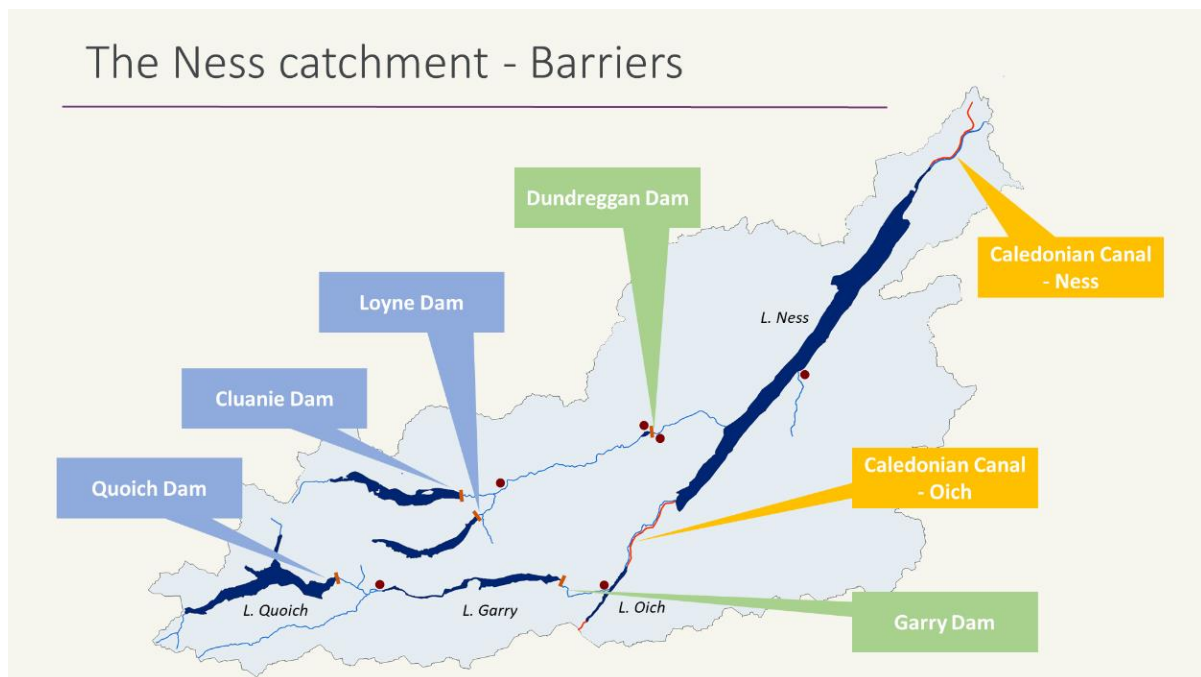 The Ness catchment - Barriers
Dundreggan Dam
Caledonian Canal
- Ness
Loyne Dam
L. Ness
Cluanie Dam
Quoich Dam
Caledonian Canal
- Oich
L. Quoich
L. Garry
L. Oich
Garry Dam